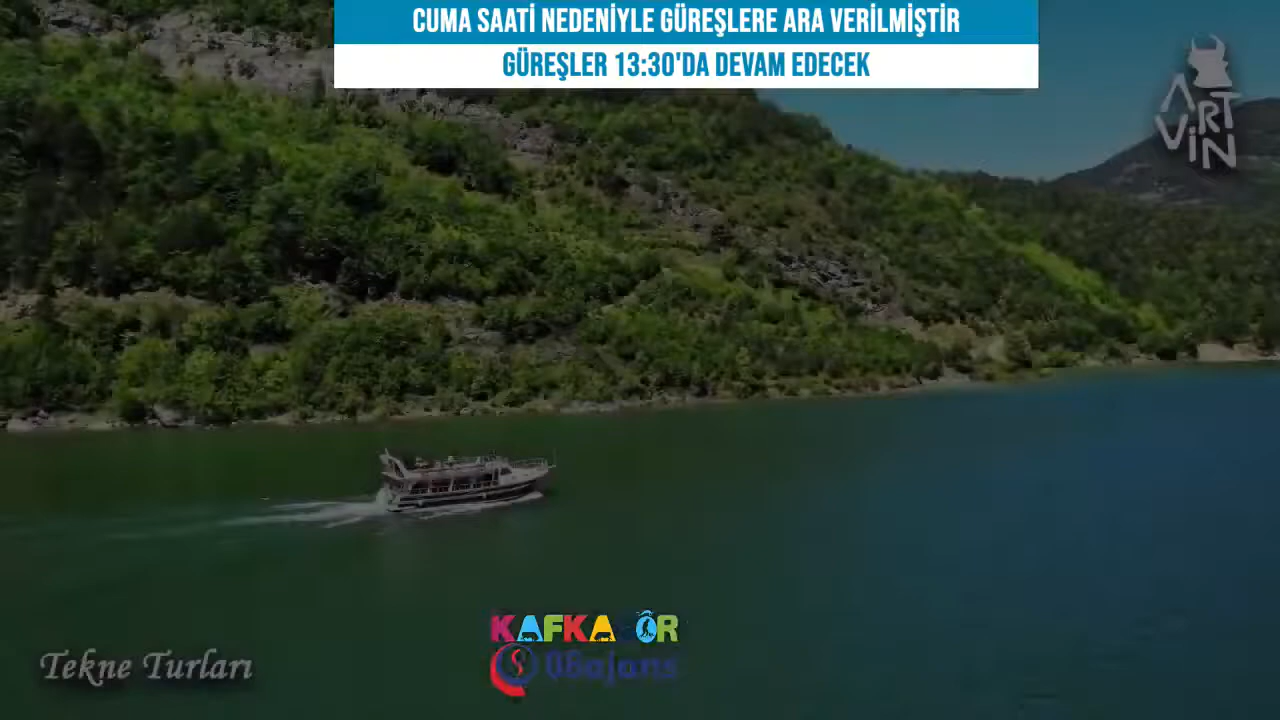 CUMA SAATİ NEDENİYLE GÜREŞLERE ARA VERİLMİŞTİR
GÜREŞLER 13:30'DA DEVAM EDECEK
ARTVİN
Tekne Turları
KAFKASÖR
06ajans